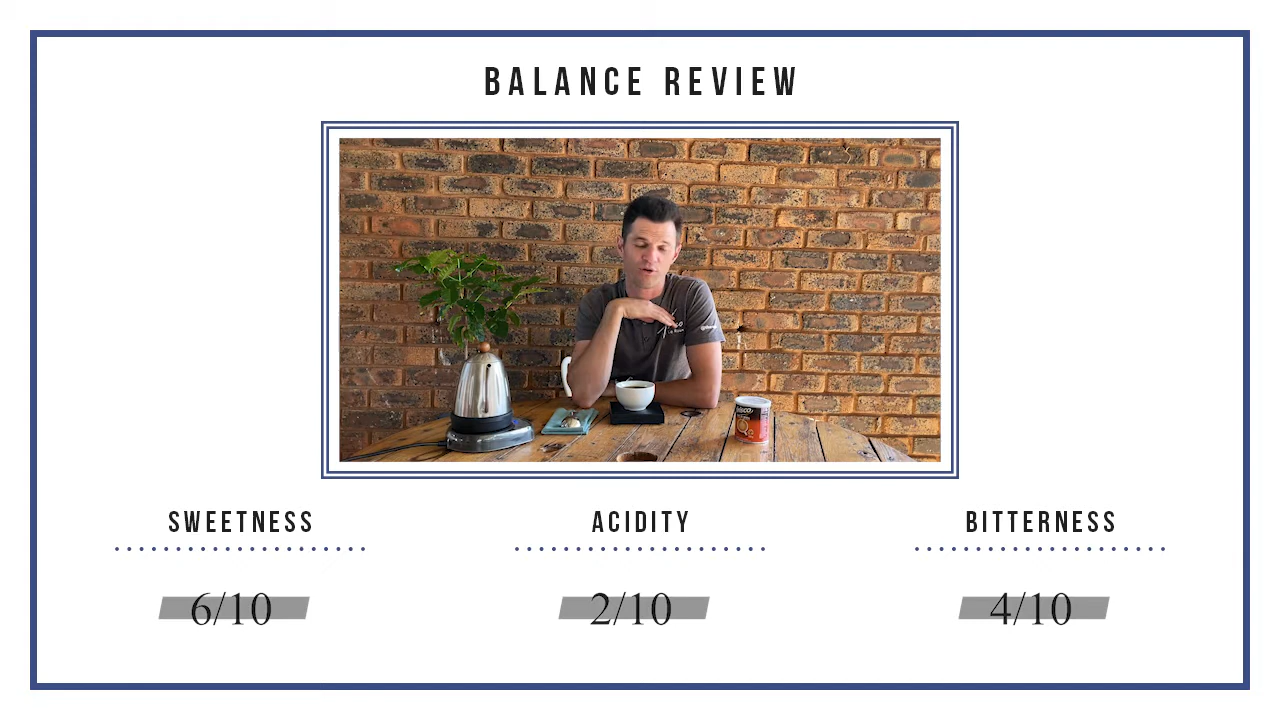 BALANCE REVIEW
SWEETNESS
ACIDITY
BITTERNESS
6/10
2/10
4/10